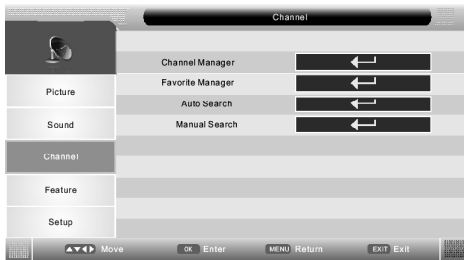 Channel
Channel Manager
Favorite Manager
Auto Search
Manual Search
Picture
Sound
Channel
Feature
Setup
Move OK Enter MENU Return EXIT Exit